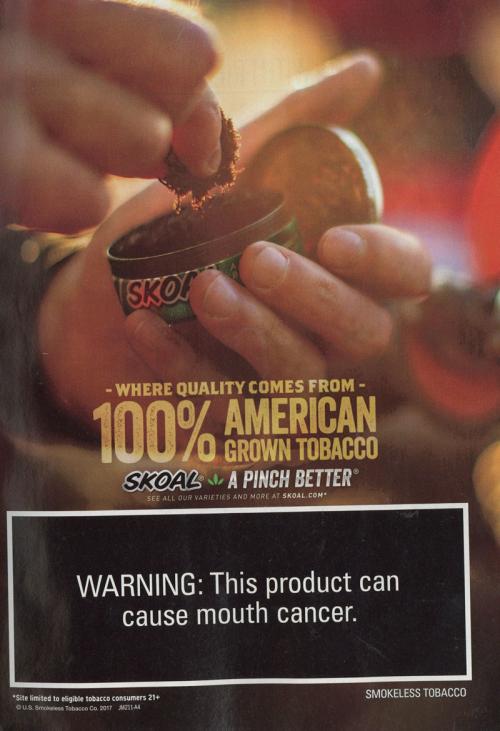 SKOAL
- WHERE QUALITY COMES FROM -
100% AMERICAN
GROWN TOBACCO
SKOAL® A PINCH BETTER®
SEE ALL OUR VARIETIES AND MORE AT SKOAL.COM*
WARNING: This product can
cause mouth cancer.
*Site limited to eligible tobacco consumers 21+
SMOKELESS TOBACCO
© U.S. Smokeless Tobacco Co. 2017